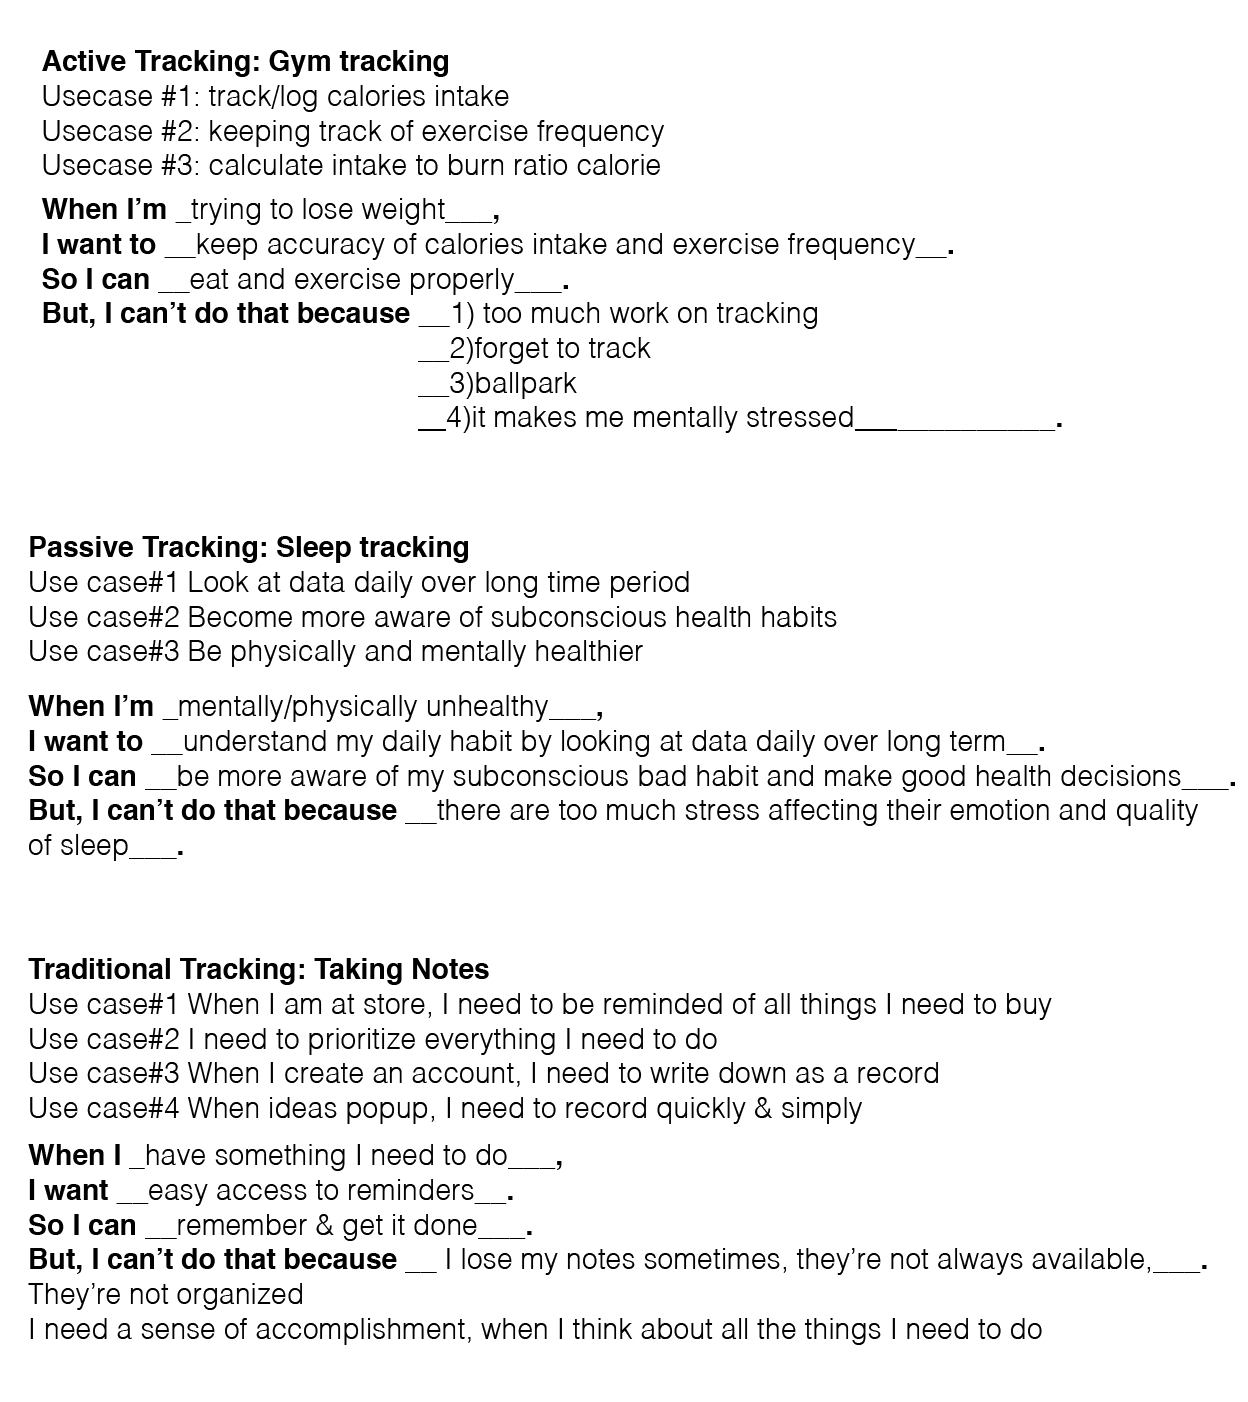 Active Tracking: Gym tracking
Usecase #1: track/log calories intake
Usecase #2: keeping track of exercise frequency
Usecase #3: calculate intake to burn ratio calorie
When I’m _trying to lose weight___,
I want to __keep accuracy of calories intake and exercise frequency__.
So I can __eat and exercise properly___.
But, I can’t do that because __1) too much work on tracking
__2)forget to track
__3)ballpark
__4)it makes me mentally stressed_____________.
Passive Tracking: Sleep tracking
Use case#1 Look at data daily over long time period
Use case#2 Become more aware of subconscious health habits
Use case#3 Be physically and mentally healthier
When I’m _mentally/physically unhealthy___,
I want to __understand my daily habit by looking at data daily over long term__.
So I can __be more aware of my subconscious bad habit and make good health decisions___.
But, I can’t do that because __there are too much stress affecting their emotion and quality
of sleep___.
Traditional Tracking: Taking Notes
Use case#1 When I am at store, I need to be reminded of all things I need to buy
Use case#2 I need to prioritize everything I need to do
Use case#3 When I create an account, I need to write down as a record
Use case#4 When ideas popup, I need to record quickly & simply
When I _have something I need to do___,
I want __easy access to reminders__.
So I can __remember & get it done___.
But, I can’t do that because __ I lose my notes sometimes, they’re not always available,___.
They’re not organized
I need a sense of accomplishment, when I think about all the things I need to do